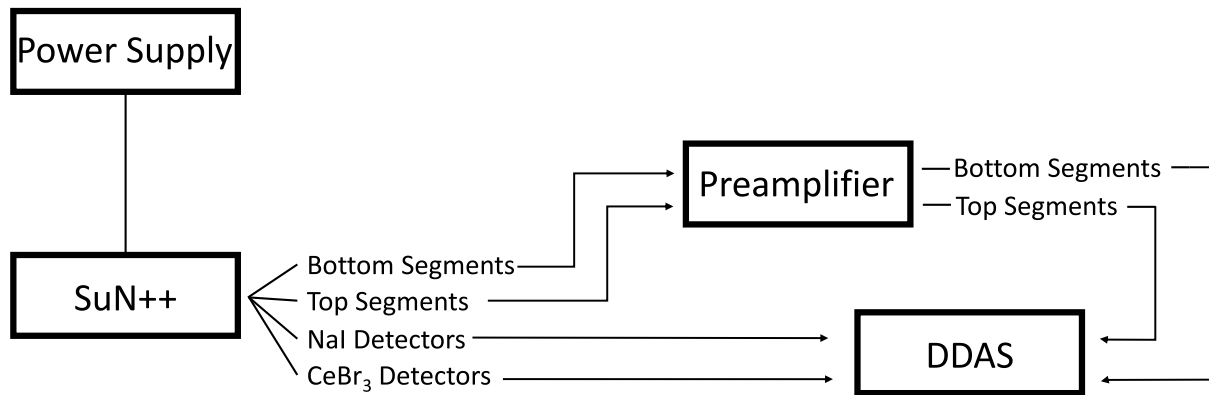 Power Supply
Preamplifier
Bottom Segments
Top Segments
SuN++
Bottom Segments
Top Segments
NaI Detectors
CeBr₃ Detectors
DDAS